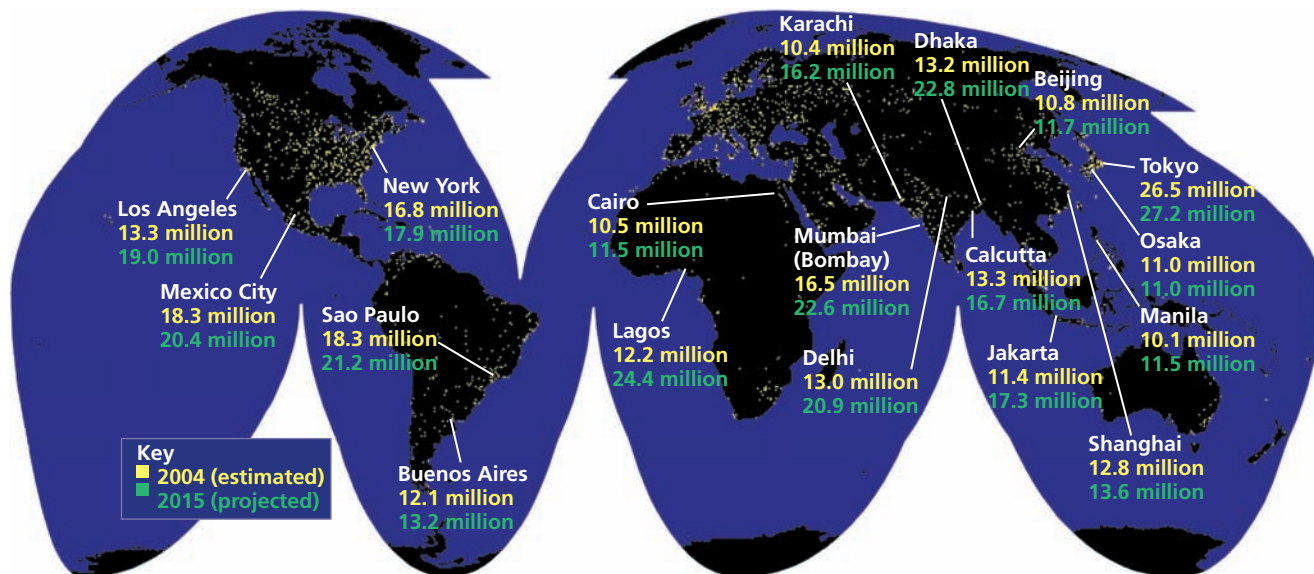 Karachi
10.4 million
16.2 million
Dhaka
13.2 million
22.8 million
Beijing
10.8 million
11.7 million
Tokyo
26.5 million
27.2 million
New York
16.8 million
17.9 million
Los Angeles
13.3 million
19.0 million
Cairo
10.5 million
11.5 million
Mumbai
(Bombay)
16.5 million
22.6 million
Calcutta
13.3 million
16.7 million
Osaka
11.0 million
11.0 million
Mexico City
18.3 million
20.4 million
Sao Paulo
18.3 million
21.2 million
Lagos
12.2 million
24.4 million
Delhi
13.0 million
20.9 million
Jakarta
11.4 million
17.3 million
Manila
10.1 million
11.5 million
Key
2004 (estimated)
2015 (projected)
Buenos Aires
12.1 million
13.2 million
Shanghai
12.8 million
13.6 million